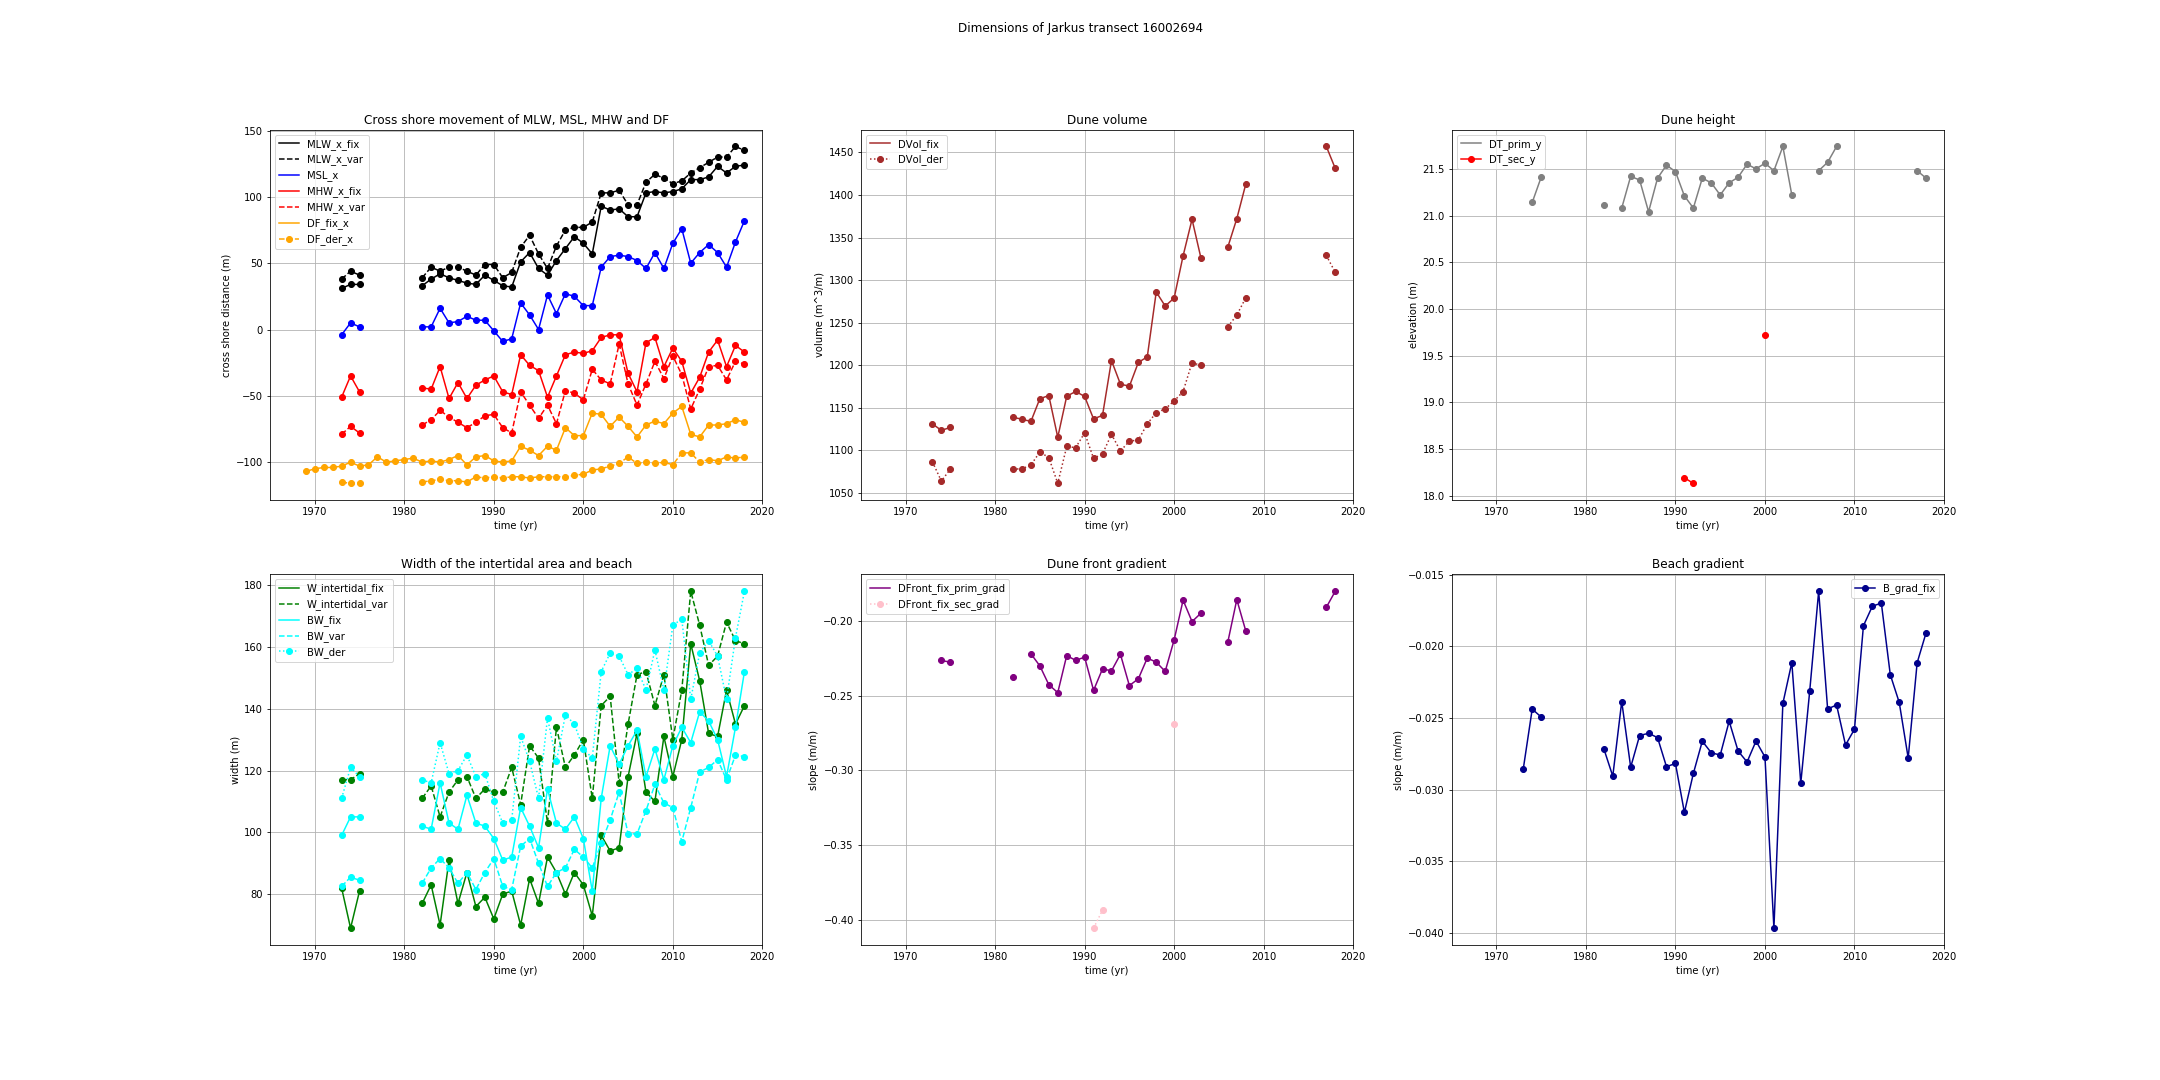 Dimensions of Jarkus transect 16002694
Cross shore movement of MLW, MSL, MHW and DF
cross shore distance (m)
150
100
50
0
−50
−100
MLW_x_fix
MLW_x_var
MSL_x
MHW_x_fix
MHW_x_var
DF_fix_x
DF_der_x
1970 1980 1990 2000 2010 2020
time (yr)
Dune volume
volume (m^3/m)
1450
1400
1350
1300
1250
1200
1150
1100
1050
DVol_fix
DVol_der
1970 1980 1990 2000 2010 2020
time (yr)
Dune height
elevation (m)
21.5
21.0
20.5
20.0
19.5
19.0
18.5
18.0
DT_prim_y
DT_sec_y
1970 1980 1990 2000 2010 2020
time (yr)
Width of the intertidal area and beach
width (m)
180
160
140
120
100
80
W_intertidal_fix
W_intertidal_var
BW_fix
BW_var
BW_der
1970 1980 1990 2000 2010 2020
time (yr)
Dune front gradient
slope (m/m)
−0.20
−0.25
−0.30
−0.35
−0.40
DFront_fix_prim_grad
DFront_fix_sec_grad
1970 1980 1990 2000 2010 2020
time (yr)
Beach gradient
slope (m/m)
−0.015
−0.020
−0.025
−0.030
−0.035
−0.040
B_grad_fix
1970 1980 1990 2000 2010 2020
time (yr)